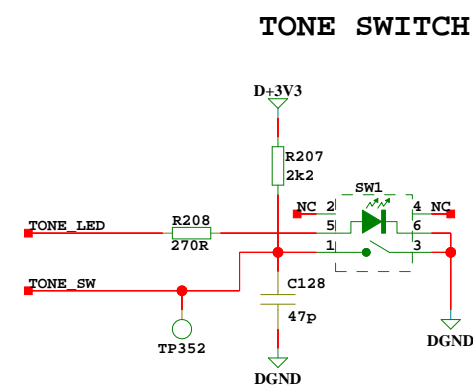 TONE SWITCH
D+3V3
R207
2k2
SW1
NC 2
4 NC
TONE_LED
R208
5
6
270R
1
3
TONE_SW
C128
47p
TP352
DGND
DGND